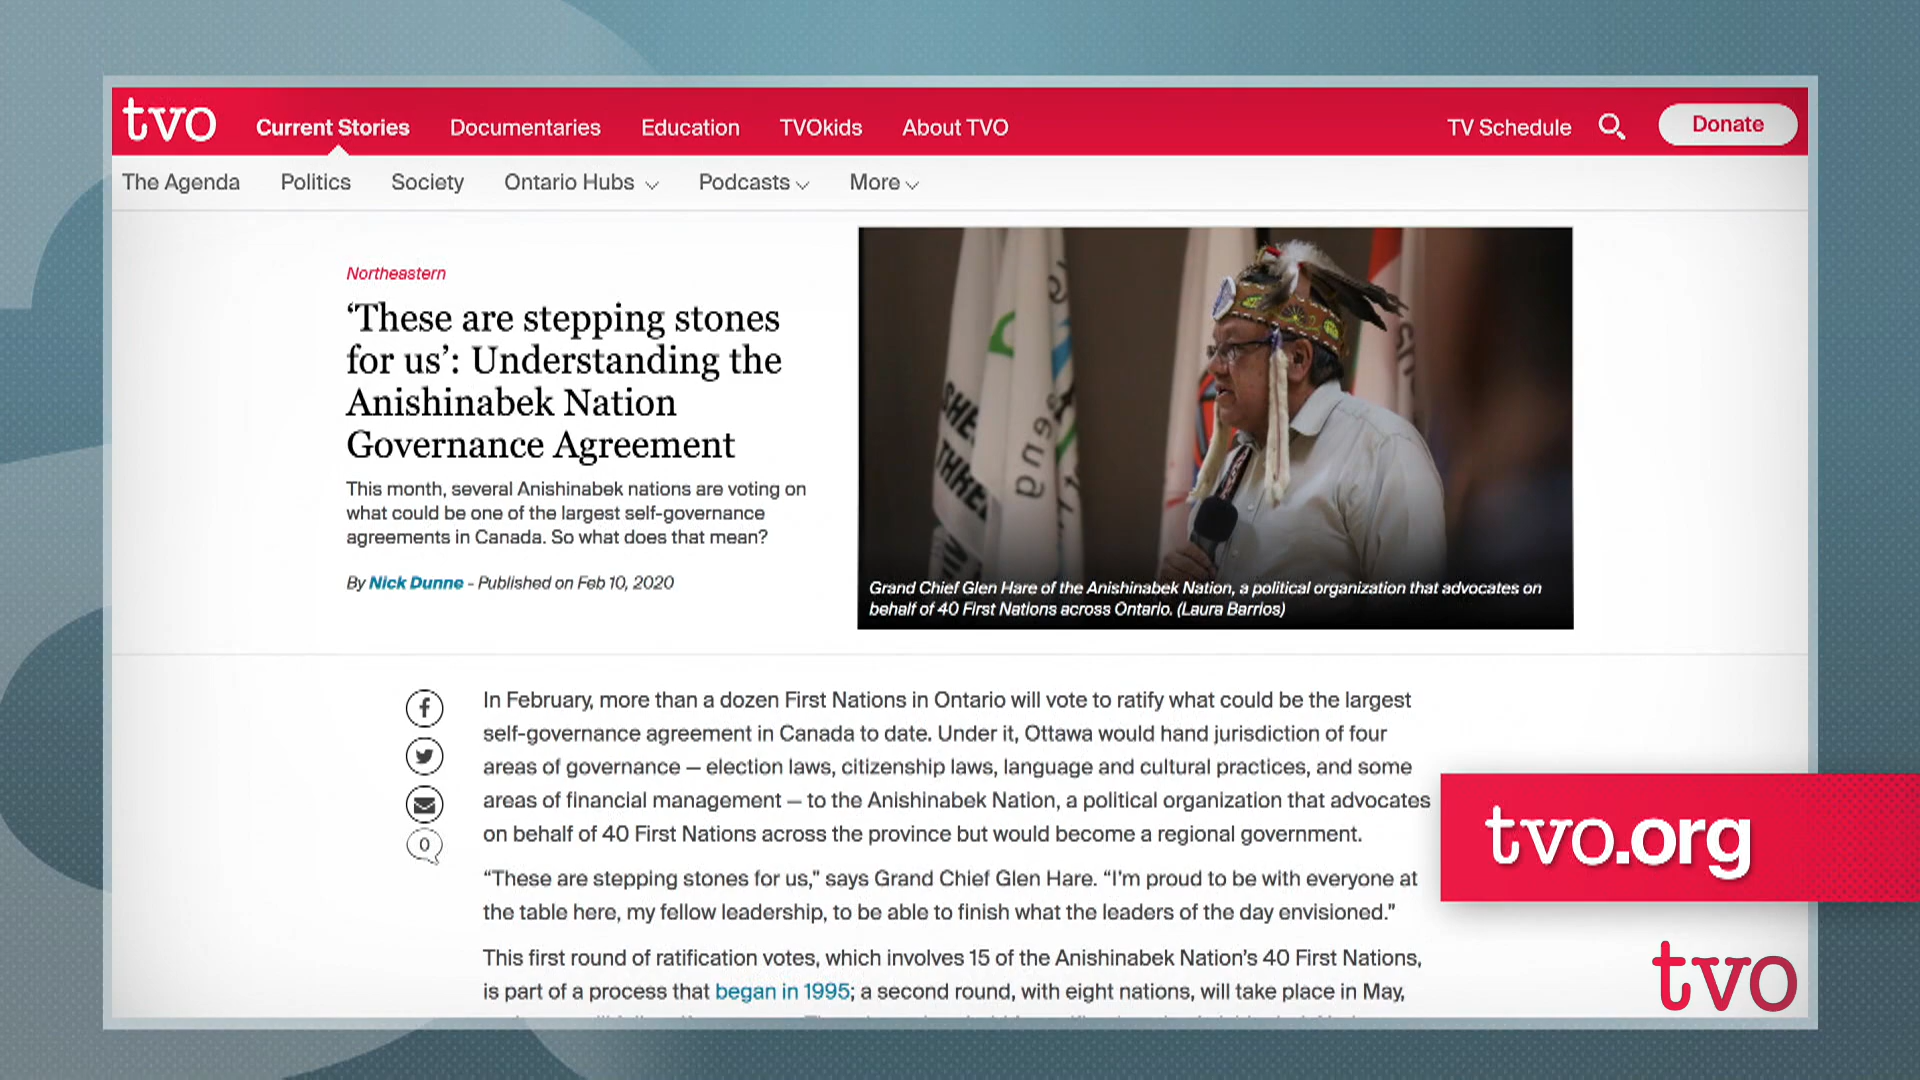 tvo
Current Stories
Documentaries
Education
TVOkids
About TVO
TV Schedule
Donate
The Agenda
Politics
Society
Ontario Hubs
Podcasts
More
Northeastern
‘These are stepping stones
for us’: Understanding the
Anishinabek Nation
Governance Agreement
This month, several Anishinabek nations are voting on
what could be one of the largest self-governance
agreements in Canada. So what does that mean?
By Nick Dunne - Published on Feb 10, 2020
Grand Chief Glen Hare of the Anishinabek Nation, a political organization that advocates on
behalf of 40 First Nations across Ontario. (Laura Barrios)
In February, more than a dozen First Nations in Ontario will vote to ratify what could be the largest
self-governance agreement in Canada to date. Under it, Ottawa would hand jurisdiction of four
areas of governance — election laws, citizenship laws, language and cultural practices, and some
areas of financial management — to the Anishinabek Nation, a political organization that advocates
on behalf of 40 First Nations across the province but would become a regional government.
0
“These are stepping stones for us,” says Grand Chief Glen Hare. “I’m proud to be with everyone at
the table here, my fellow leadership, to be able to finish what the leaders of the day envisioned.”
This first round of ratification votes, which involves 15 of the Anishinabek Nation’s 40 First Nations,
is part of a process that began in 1995; a second round, with eight nations, will take place in May,
tvo.org
tvo